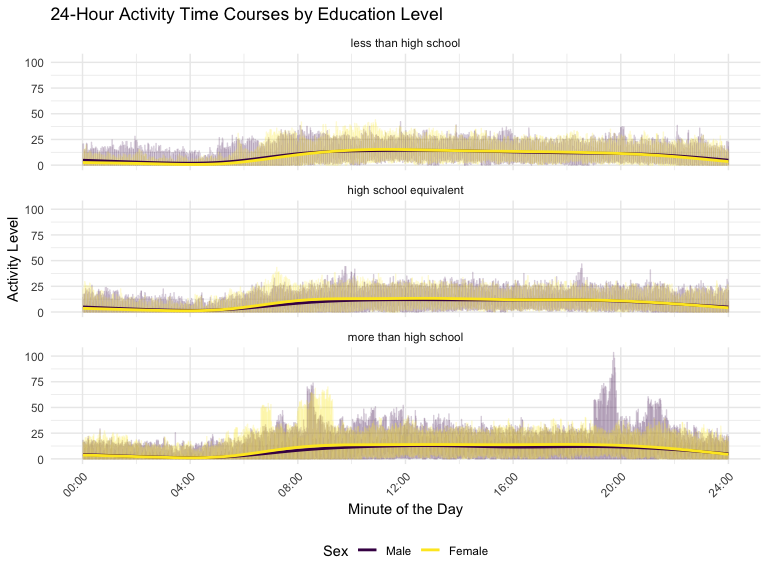 24-Hour Activity Time Courses by Education Level
less than high school
100
75
50
25
0
high school equivalent
100
75
50
25
0
Activity Level
more than high school
100
75
50
25
0
00:00 04:00 08:00 12:00 16:00 20:00 24:00
Minute of the Day
Sex Male Female